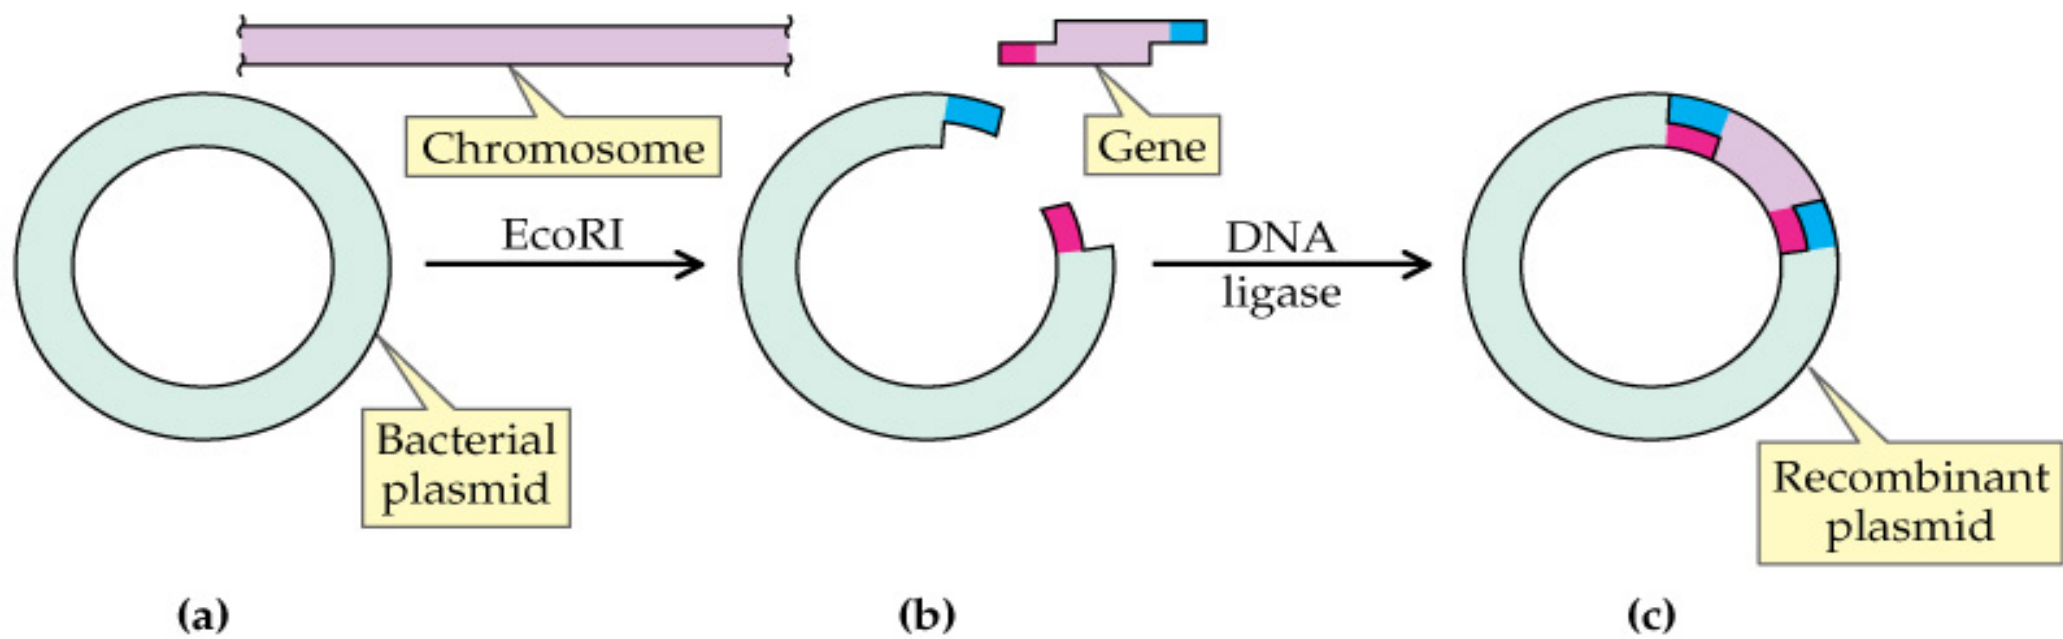 Chromosome
Gene
EcoRI
DNA
ligase
Bacterial
plasmid
Recombinant
plasmid
(a)
(b)
(c)